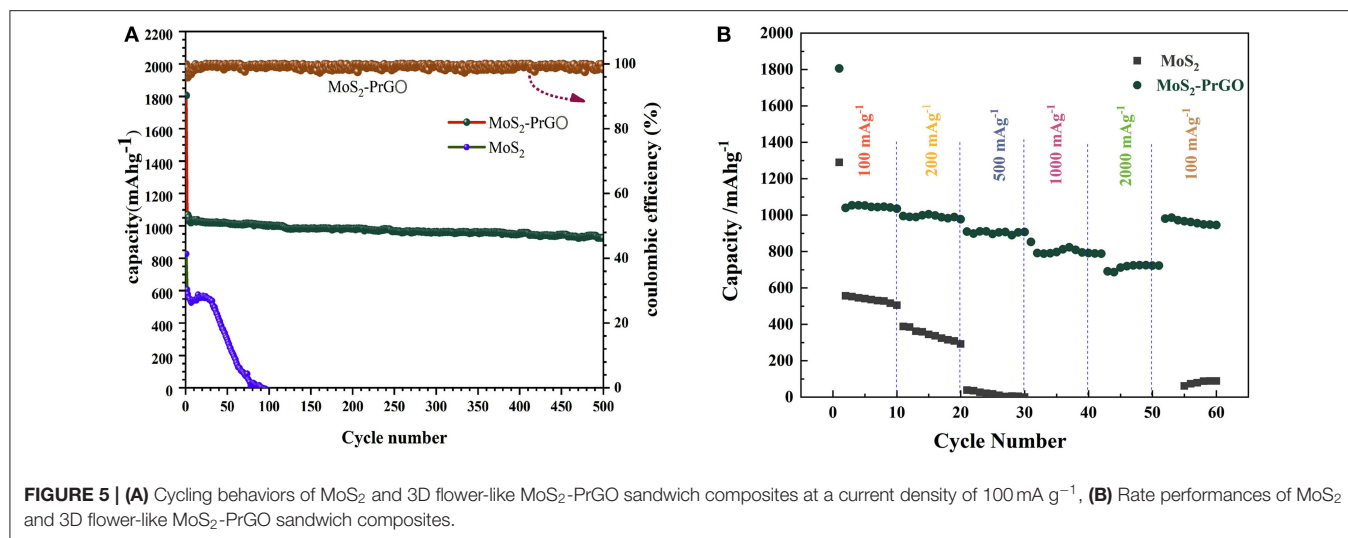 A
2200
2000
1800
1600
1400
1200
1000
800
600
400
200
0
capacity(mAhg⁻¹)
MoS₂-PrGO
MoS₂-PrGO
MoS₂
100
80
60
40
20
0
coulombic efficiency (%)
0 50 100 150 200 250 300 350 400 450 500
Cycle number
B
2000
1800
1600
1400
1200
1000
800
600
400
200
0
Capacity /mAhg⁻¹
MoS₂
MoS₂-PrGO
100 mAg⁻¹
200 mAg⁻¹
500 mAg⁻¹
1000 mAg⁻¹
2000 mAg⁻¹
100 mAg⁻¹
0 10 20 30 40 50 60
Cycle Number
FIGURE 5 | (A) Cycling behaviors of MoS₂ and 3D flower-like MoS₂-PrGO sandwich composites at a current density of 100 mA g⁻¹, (B) Rate performances of MoS₂
and 3D flower-like MoS₂-PrGO sandwich composites.